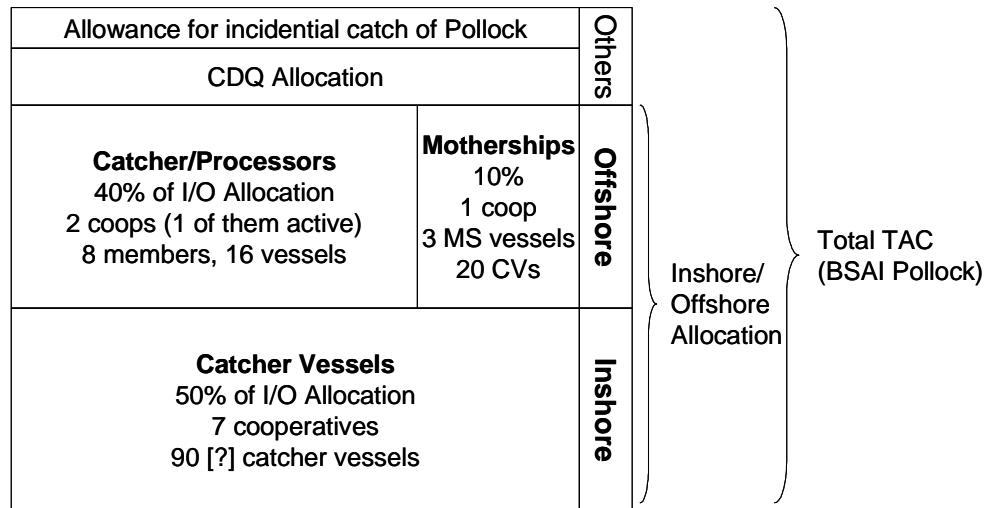 Allowance for incidential catch of Pollock
CDQ Allocation
Others
Catcher/Processors
40% of I/O Allocation
2 coops (1 of them active)
8 members, 16 vessels
Motherships
10%
1 coop
3 MS vessels
20 CVs
Offshore
Catcher Vessels
50% of I/O Allocation
7 cooperatives
90 [?] catcher vessels
Inshore
Inshore/
Offshore
Allocation
Total TAC
(BSAI Pollock)